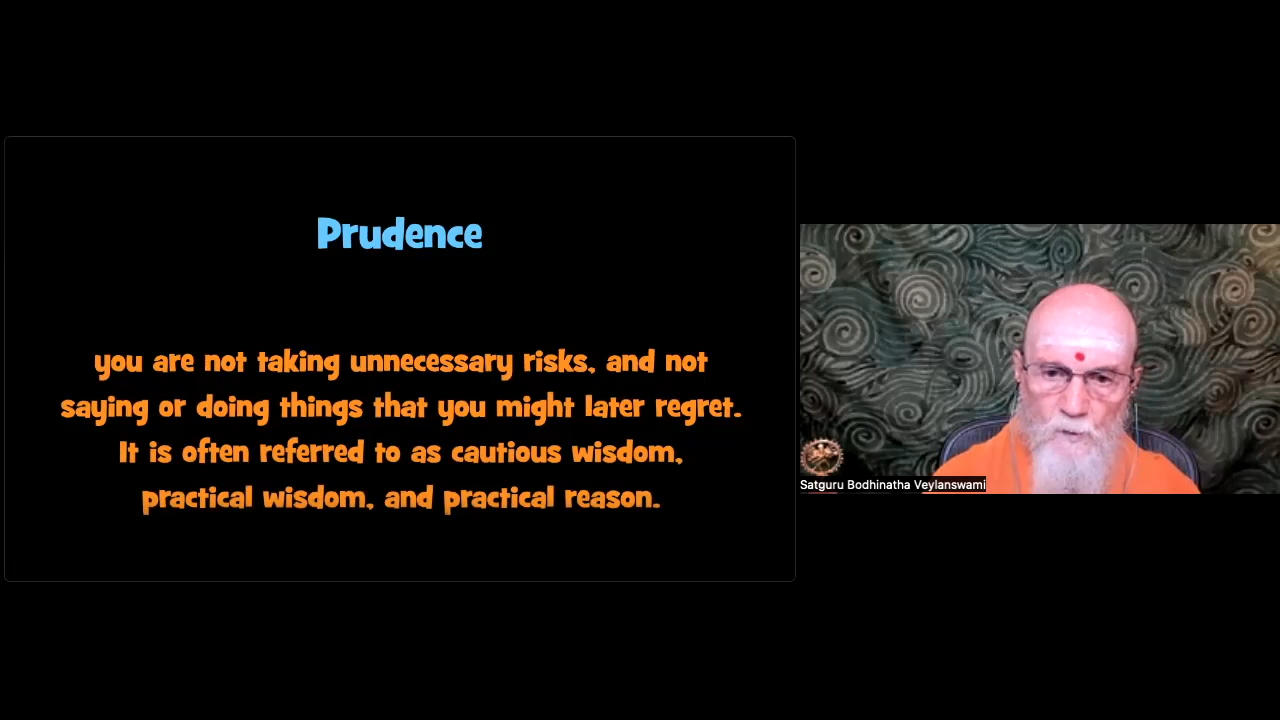 Prudence
you are not taking unnecessary risks, and not
saying or doing things that you might later regret.
It is often referred to as cautious wisdom,
practical wisdom, and practical reason.
Satguru Bodhinatha Veylanswami